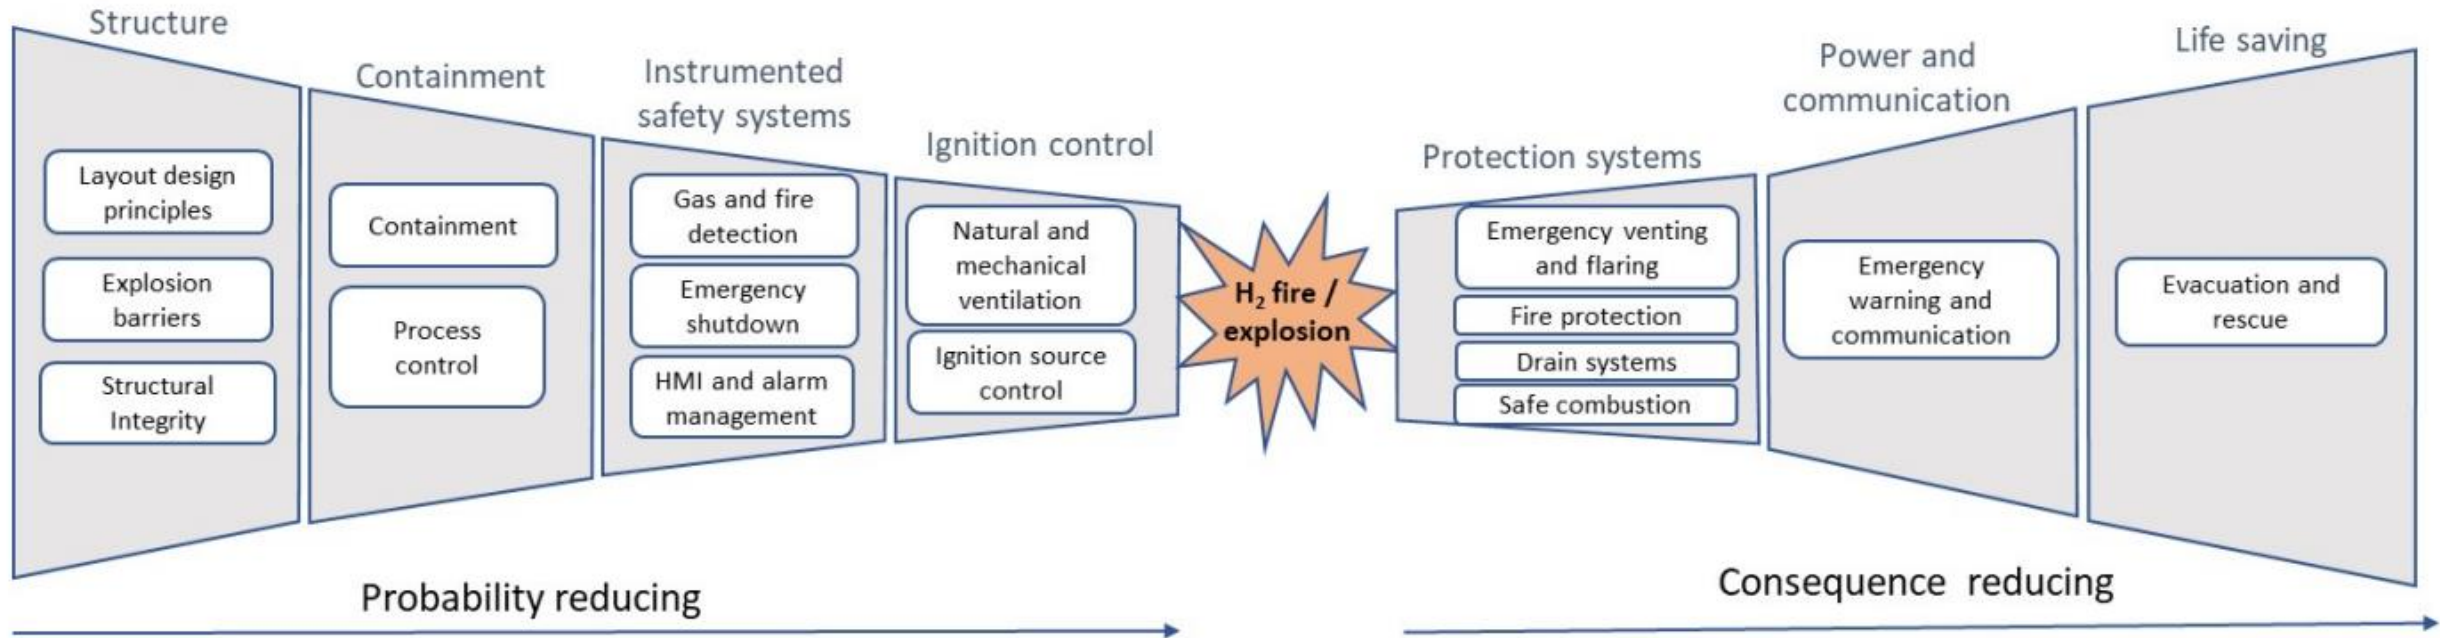 Structure
Layout design
principles
Explosion
barriers
Structural
Integrity
Containment
Containment
Process
control
Instrumented
safety systems
Gas and fire
detection
Emergency
shutdown
HMI and alarm
management
Ignition control
Natural and
mechanical
ventilation
Ignition source
control
H₂ fire /
explosion
Protection systems
Emergency venting
and flaring
Fire protection
Drain systems
Safe combustion
Power and
communication
Emergency
warning and
communication
Life saving
Evacuation and
rescue
Probability reducing
Consequence reducing